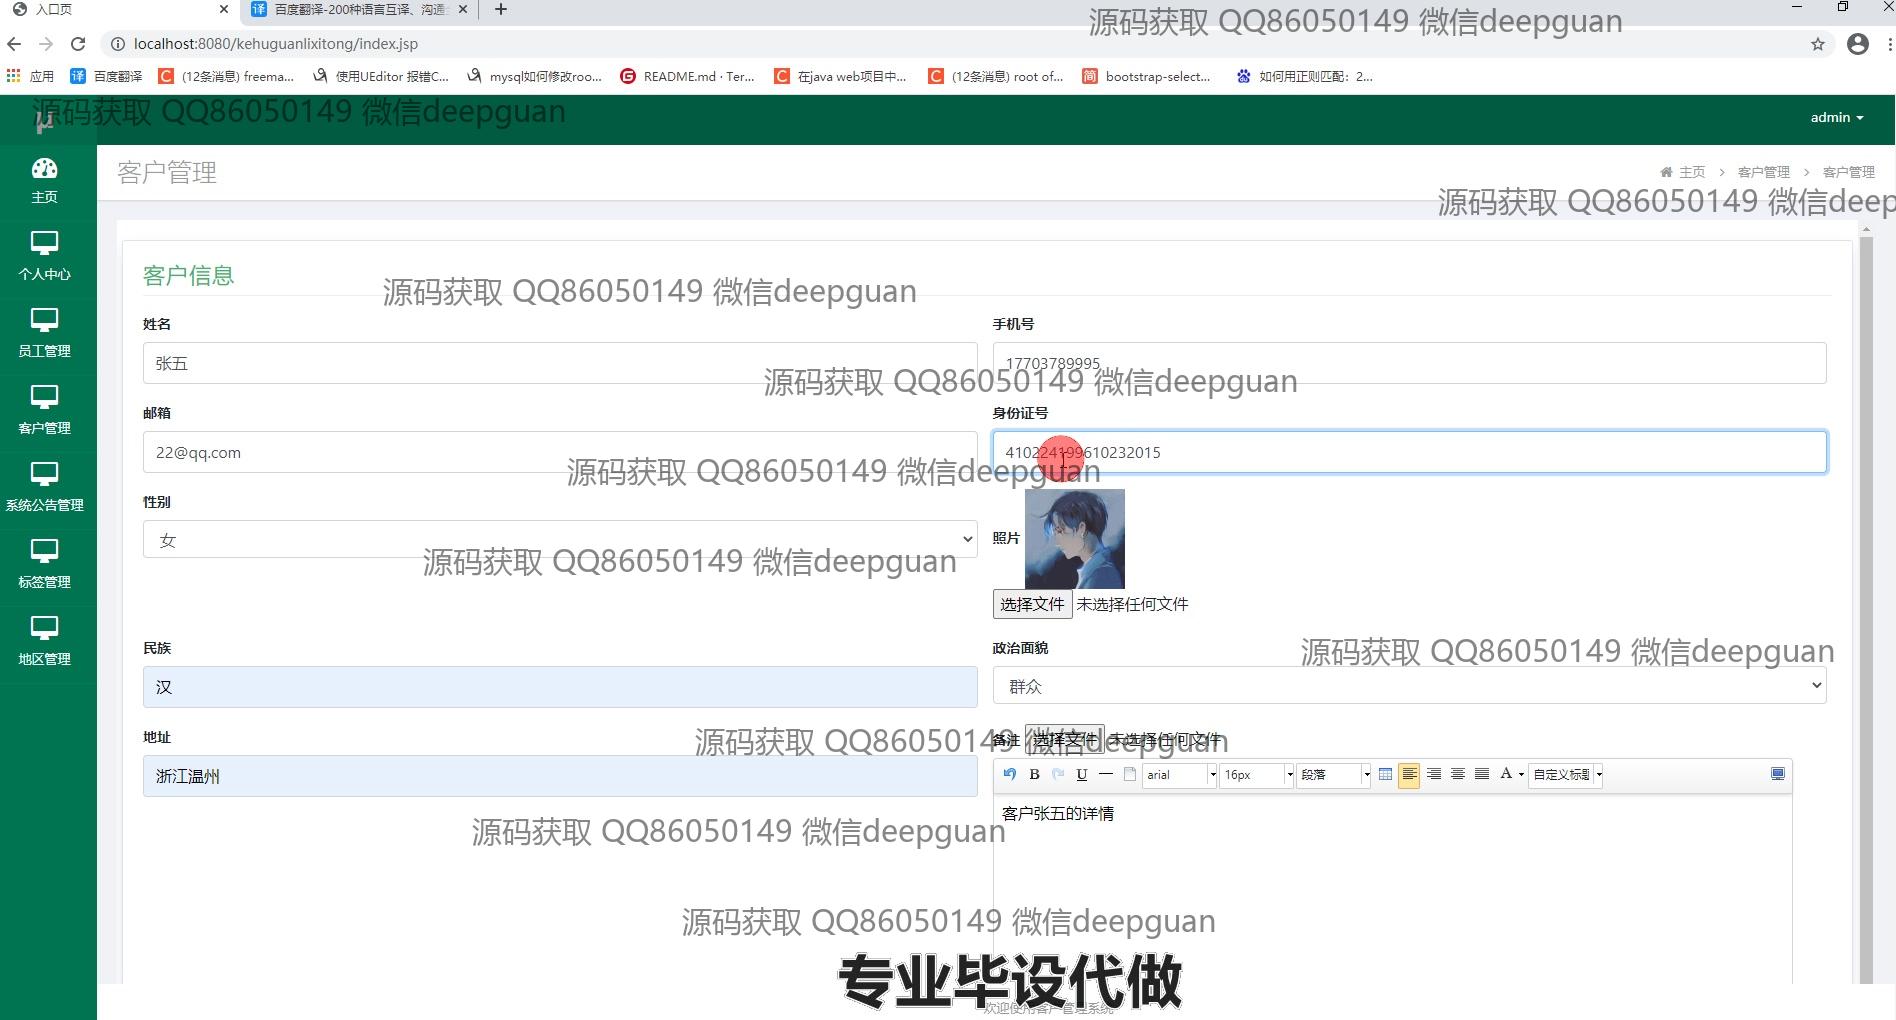 入口页
百度翻译-200种语言互译、沟通
源码获取 QQ86050149 微信deepguan
localhost:8080/kehuguanlixitong/index.jsp
应用 百度翻译 (12条消息) freema... 使用UEditor 报错C... mysql如何修改roo... README.md · Ter... 在java web项目中... (12条消息) root of... bootstrap-select... 如何用正则匹配：2...
源码获取 QQ86050149 微信deepguan
admin
主页
个人中心
员工管理
客户管理
系统公告管理
标签管理
地区管理
客户管理
主页 > 客户管理 > 客户管理
源码获取 QQ86050149 微信deep
客户信息
源码获取 QQ86050149 微信deepguan
姓名
张五
手机号
17703789995
源码获取 QQ86050149 微信deepguan
邮箱
22@qq.com
身份证号
410224199610232015
源码获取 QQ86050149 微信deepguan
性别
女
照片
选择文件 未选择任何文件
源码获取 QQ86050149 微信deepguan
民族
汉
政治面貌
群众
源码获取 QQ86050149 微信deepguan
地址
浙江温州
备注 选择文件 未选择任何文件
源码获取 QQ86050149 微信deepguan
B U arial 16px 段落 A 自定义标题
客户张五的详情
源码获取 QQ86050149 微信deepguan
源码获取 QQ86050149 微信deepguan
专业毕设代做
欢迎使用客户管理系统